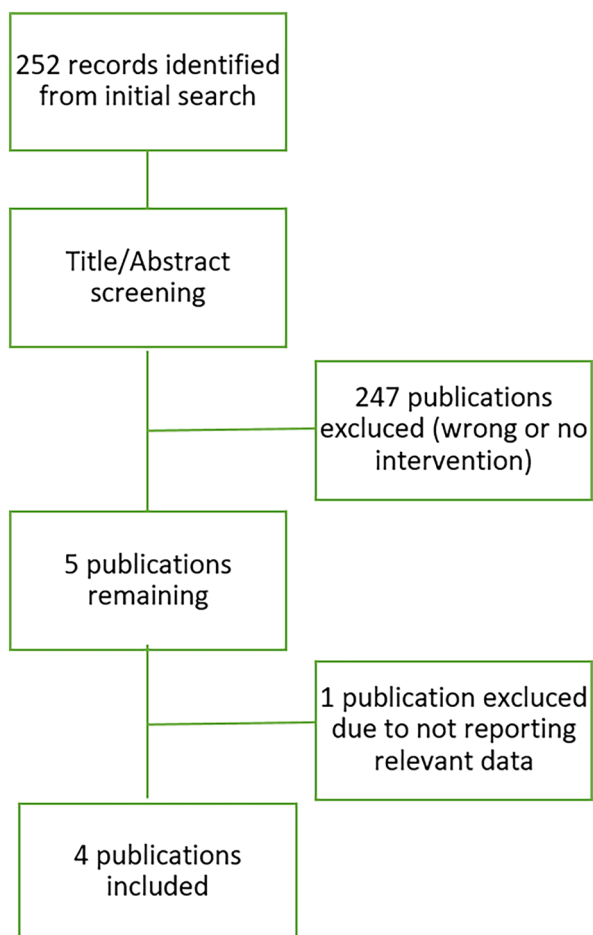 252 records identified
from initial search
Title/Abstract
screening
247 publications
excluced (wrong or no
intervention)
5 publications
remaining
1 publication excluced
due to not reporting
relevant data
4 publications
included